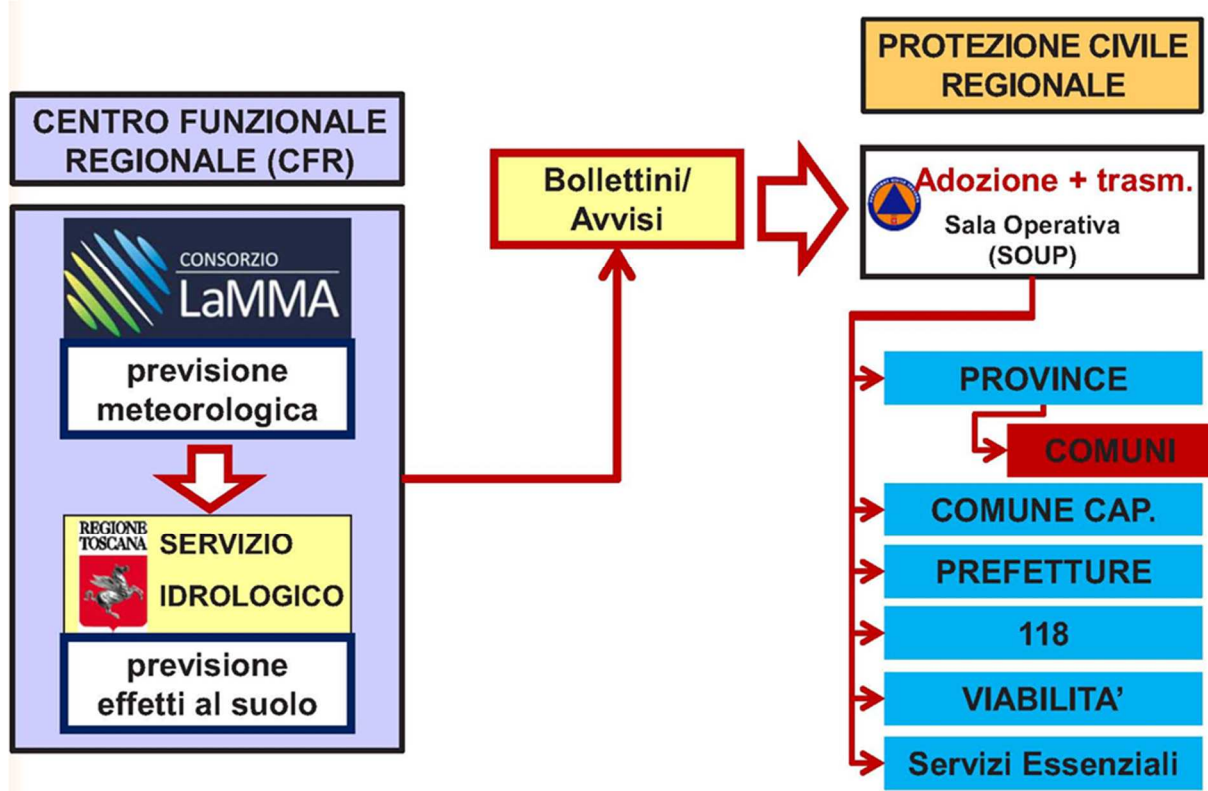 CENTRO FUNZIONALE
REGIONALE (CFR)
CONSORZIO
LaMMA
previsione
meteorologica
REGIONE
TOSCANA
SERVIZIO
IDROLOGICO
previsione
effetti al suolo
Bollettini/
Avvisi
PROTEZIONE CIVILE
REGIONALE
Adozione + trasm.
Sala Operativa
(SOUP)
PROVINCE
COMUNI
COMUNE CAP.
PREFETTURE
118
VIABILITA’
Servizi Essenziali